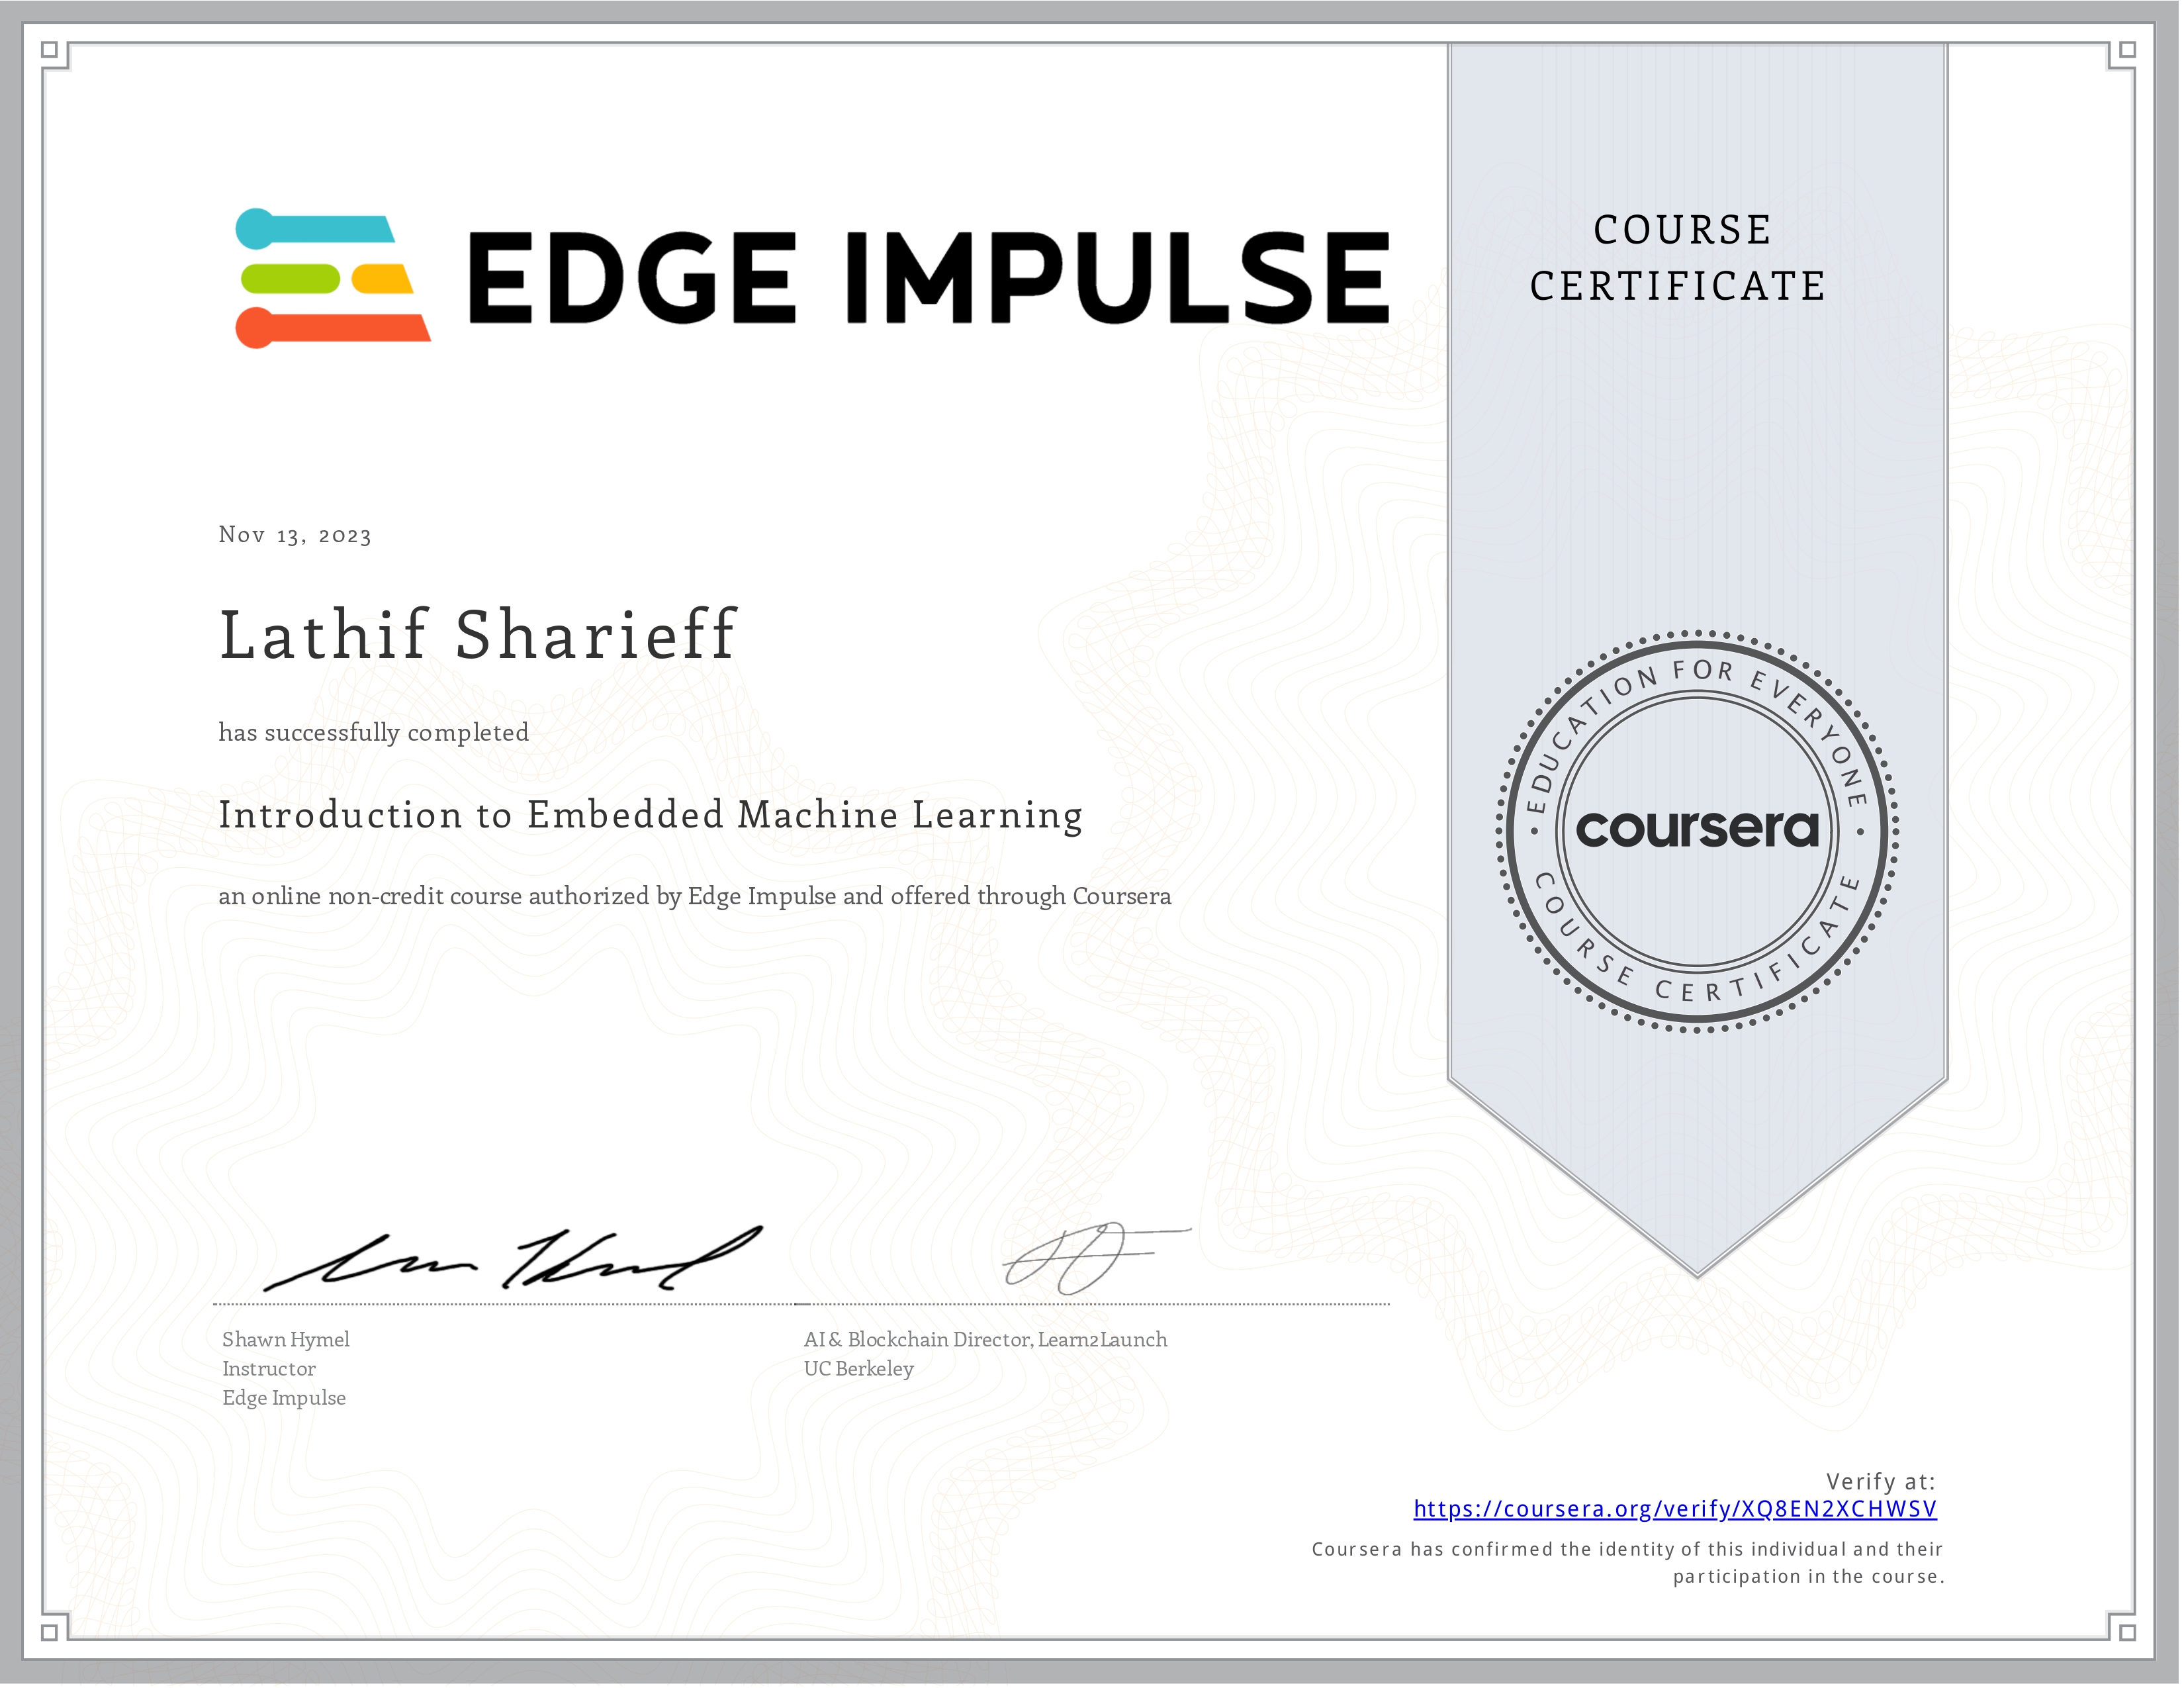 EDGE IMPULSE
COURSE
CERTIFICATE
Nov 13, 2023
Lathif Sharieff
has successfully completed
Introduction to Embedded Machine Learning
an online non-credit course authorized by Edge Impulse and offered through Coursera
EDUCATION FOR EVERYONE
coursera
COURSE CERTIFICATE
Shawn Hymel
Instructor
Edge Impulse
AI & Blockchain Director, Learn2Launch
UC Berkeley
Verify at:
https://coursera.org/verify/XQ8EN2XCHWSV
Coursera has confirmed the identity of this individual and their
participation in the course.